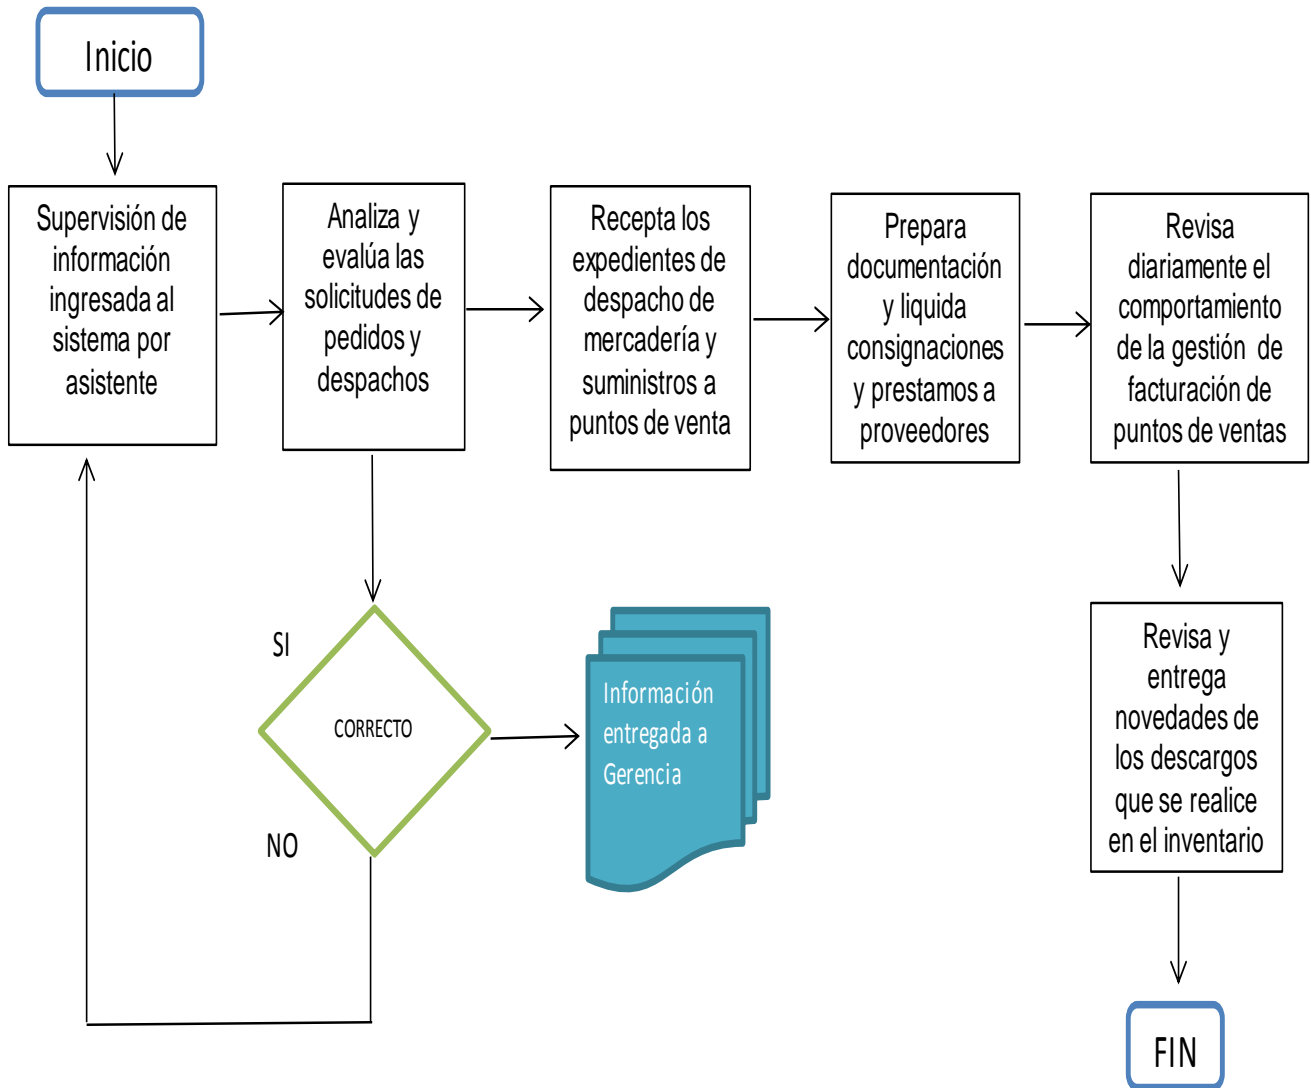 Inicio
Supervisión de
información
ingresada al
sistema por
asistente
Analiza y
evalúa las
solicitudes de
pedidos y
despachos
Recepta los
expedientes de
despacho de
mercadería y
suministros a
puntos de venta
Prepara
documentación
y liquida
consignaciones
y prestamos a
proveedores
Revisa
diariamente el
comportamiento
de la gestión de
facturación de
puntos de ventas
SI
CORRECTO
NO
Información
entregada a
Gerencia
Revisa y
entrega
novedades de
los descargos
que se realice
en el inventario
FIN